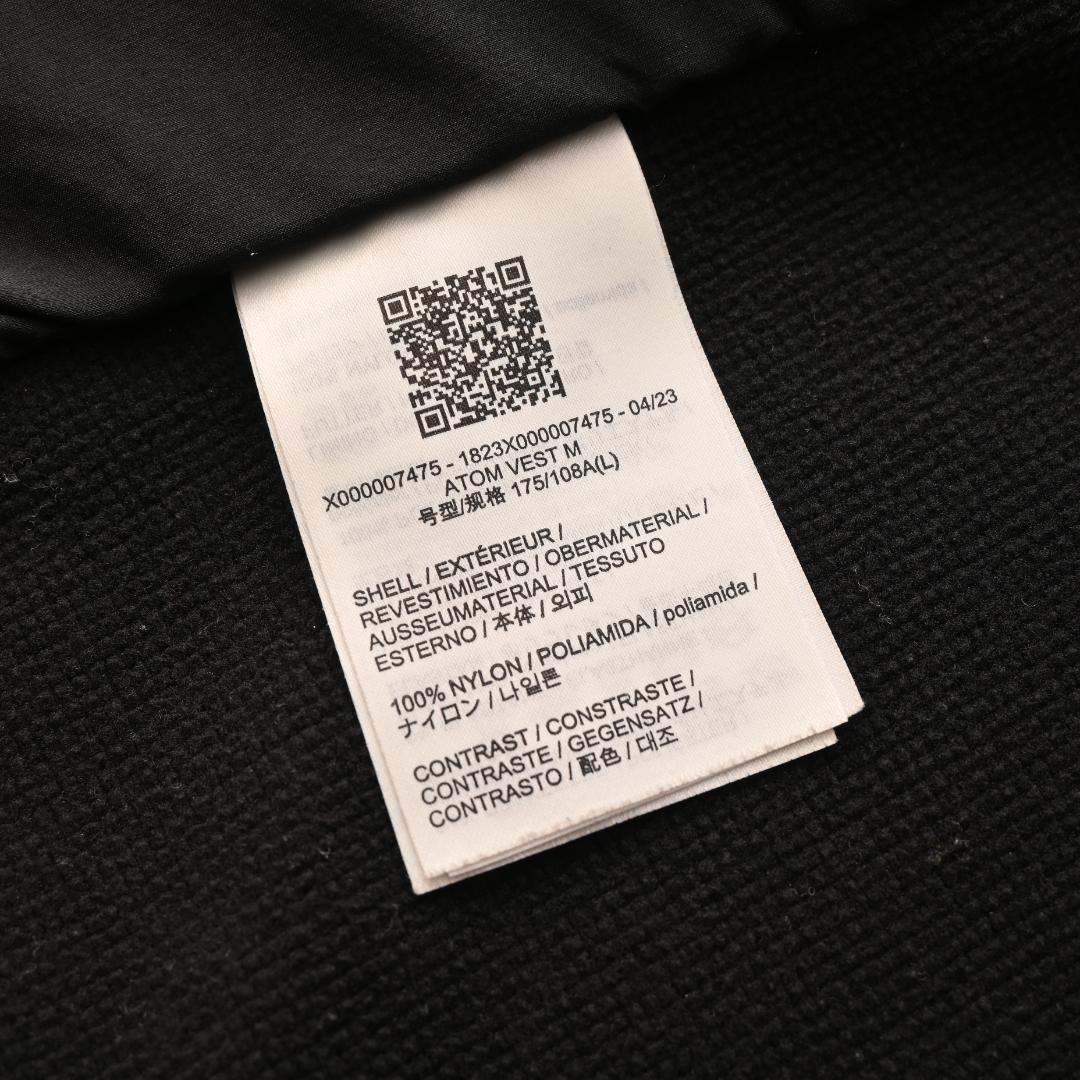 X000007475 - 1823X000007475 - 04/23
ATOM VEST M
号型/规格 175/108A(L)
SHELL / EXTÉRIEUR /
REVESTIMIENTO / OBERMATERIAL /
AUSSEUMATERIAL / TESSUTO
ESTERNO / 本体 / 외피
100% NYLON / POLIAMIDA / poliamida /
ナイロン / 나일론
CONTRAST / CONSTRASTE /
CONTRASTE / GEGENSATZ /
CONTRASTO / 配色 / 대조